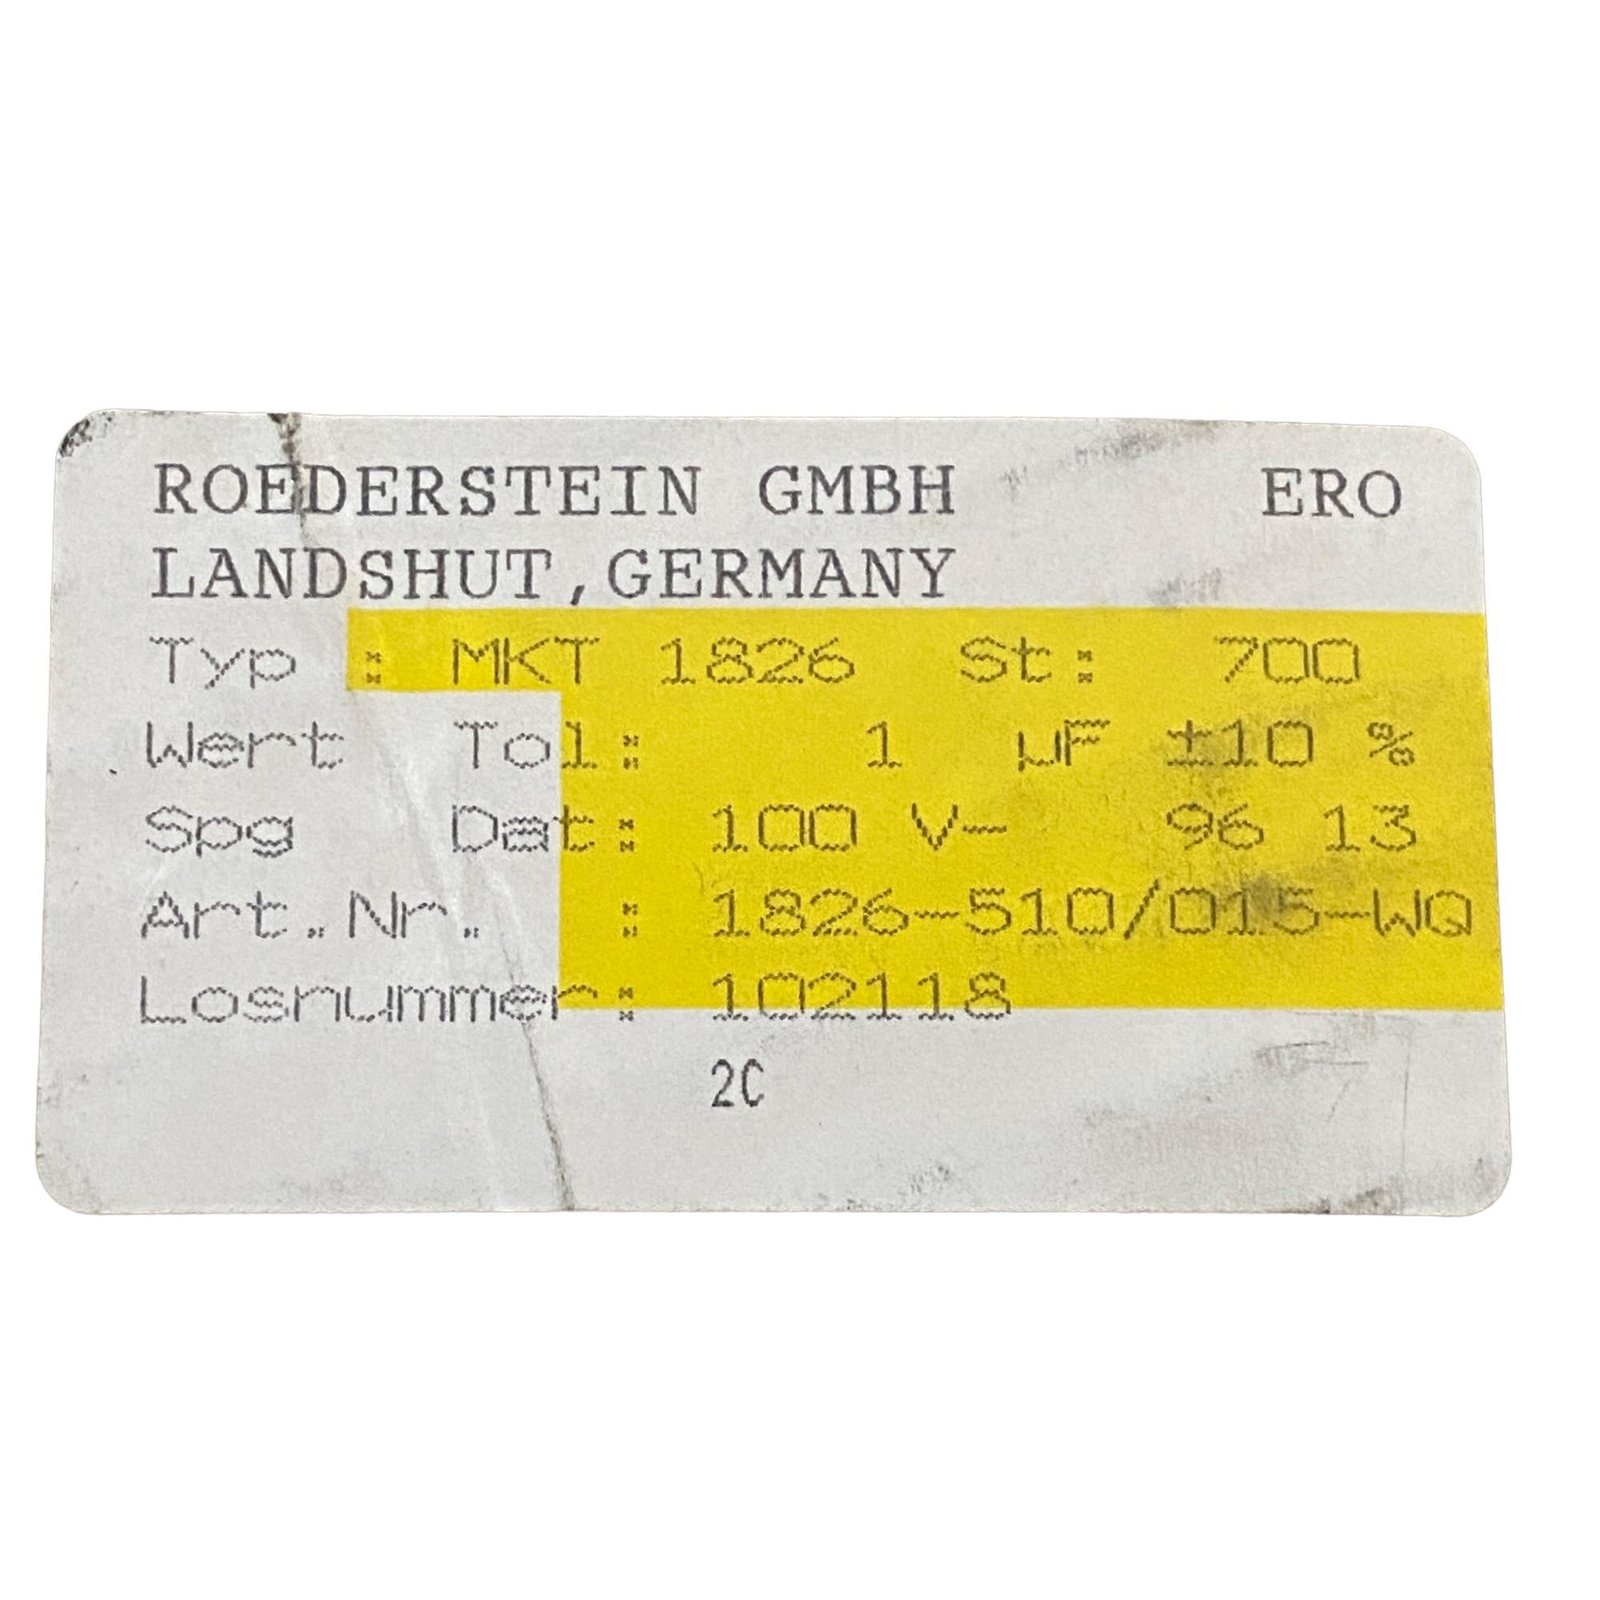 ROEDERSTEIN GMBH ERO
LANDSHUT,GERMANY
Typ : MKT 1826 St: 700
Wert Tol: 1 µF ±10 %
Spg Dat: 100 V- 96 13
Art.Nr. : 1826-510/015-WQ
Losnummer: 102118
2C